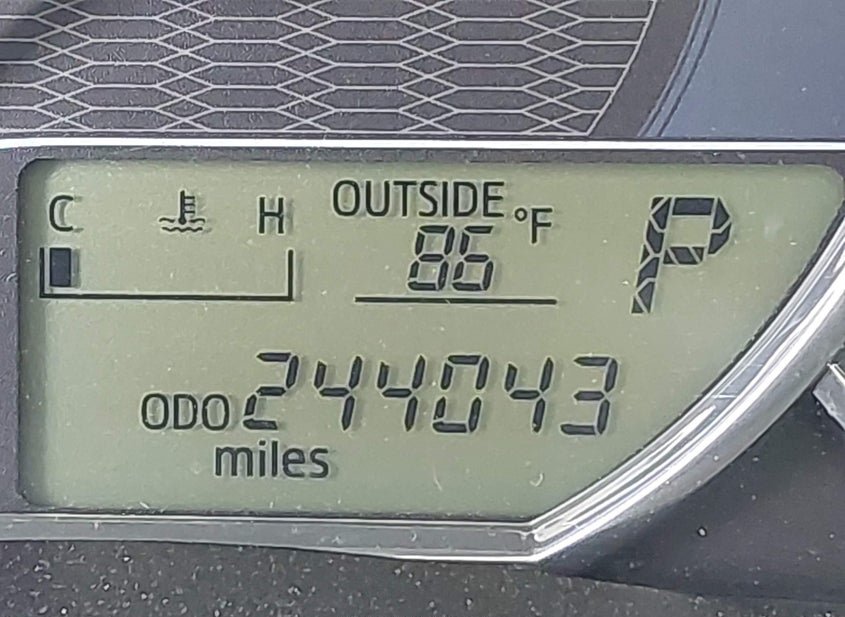 C H OUTSIDE °F P
86
ODO 244043
miles